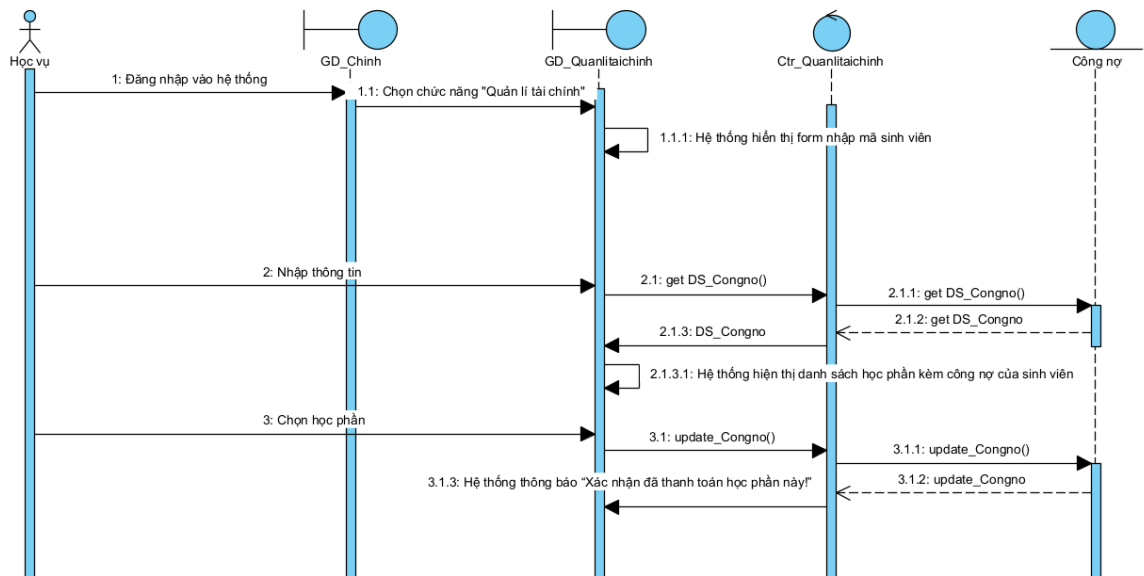 Học vụ
GD_Chinh
GD_Quanlitaichinh
Ctr_Quanlitaichinh
Công nợ
1: Đăng nhập vào hệ thống
1.1: Chọn chức năng "Quản lí tài chính"
1.1.1: Hệ thống hiển thị form nhập mã sinh viên
2: Nhập thông tin
2.1: get DS_Congno()
2.1.1: get DS_Congno()
2.1.2: get DS_Congno
2.1.3: DS_Congno
2.1.3.1: Hệ thống hiện thị danh sách học phần kèm công nợ của sinh viên
3: Chọn học phần
3.1: update_Congno()
3.1.1: update_Congno()
3.1.2: update_Congno
3.1.3: Hệ thống thông báo “Xác nhận đã thanh toán học phần này!”